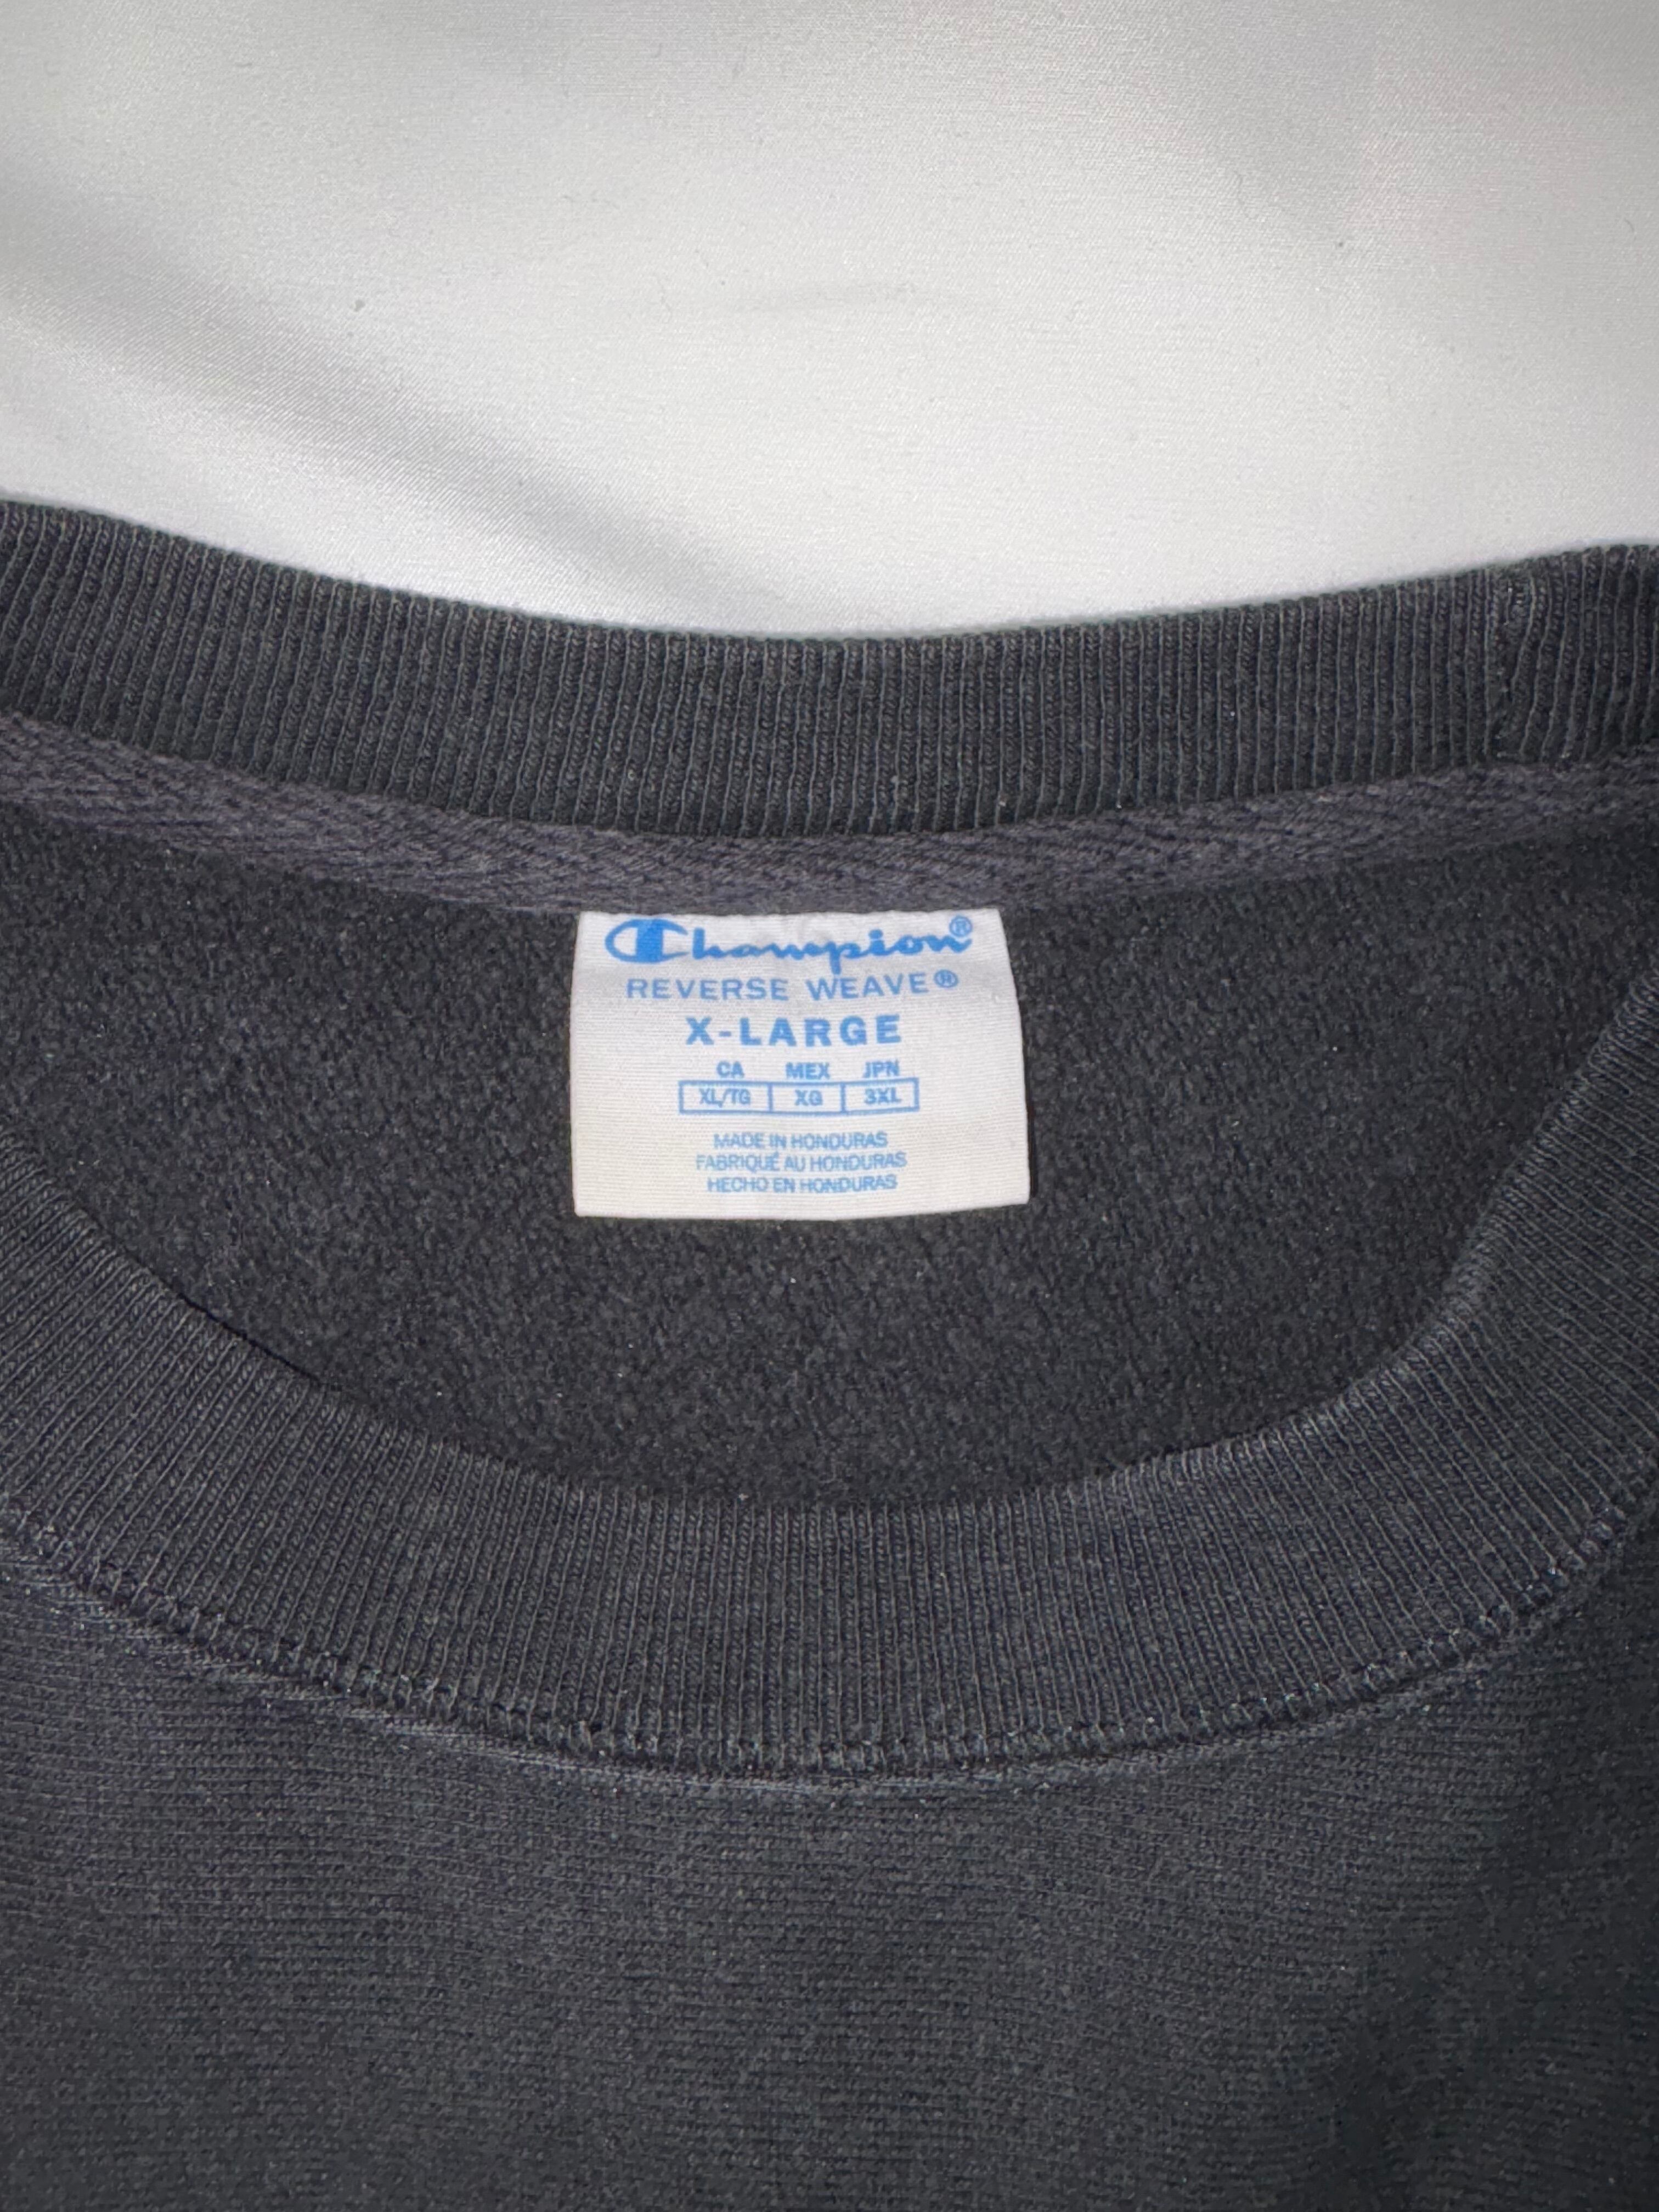 Champion®
REVERSE WEAVE®
X-LARGE
CA MEX JPN
XL/TG XG 3XL
MADE IN HONDURAS
FABRIQUÉ AU HONDURAS
HECHO EN HONDURAS